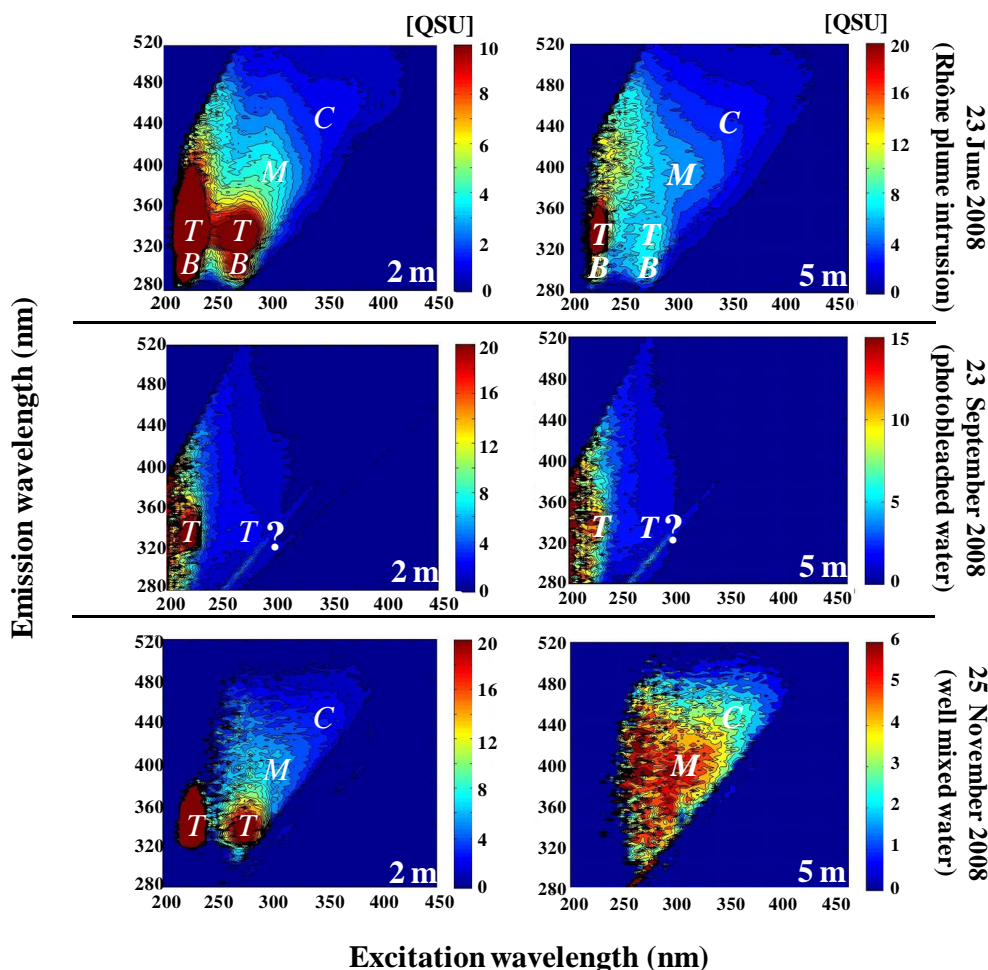 [QSU]
[QSU]
520
480
440
400
360
320
280
200 250 300 350 400 450
C
M
T T
B B
2 m
10
8
6
4
2
0
520
480
440
400
360
320
280
200 250 300 350 400 450
C
M
T T
B B
5 m
20
16
12
8
4
0
23 June 2008
(Rhône plume intrusion)
520
480
440
400
360
320
280
200 250 300 350 400 450
T T ?
2 m
20
16
12
8
4
0
520
480
440
400
360
320
280
200 250 300 350 400 450
T T ?
5 m
15
10
5
0
23 September 2008
(photobleached water)
520
480
440
400
360
320
280
200 250 300 350 400 450
C
M
T T
2 m
20
16
12
8
4
0
520
480
440
400
360
320
280
200 250 300 350 400 450
C
M
5 m
6
5
4
3
2
1
0
25 November 2008
(well mixed water)
Emission wavelength (nm)
Excitation wavelength (nm)